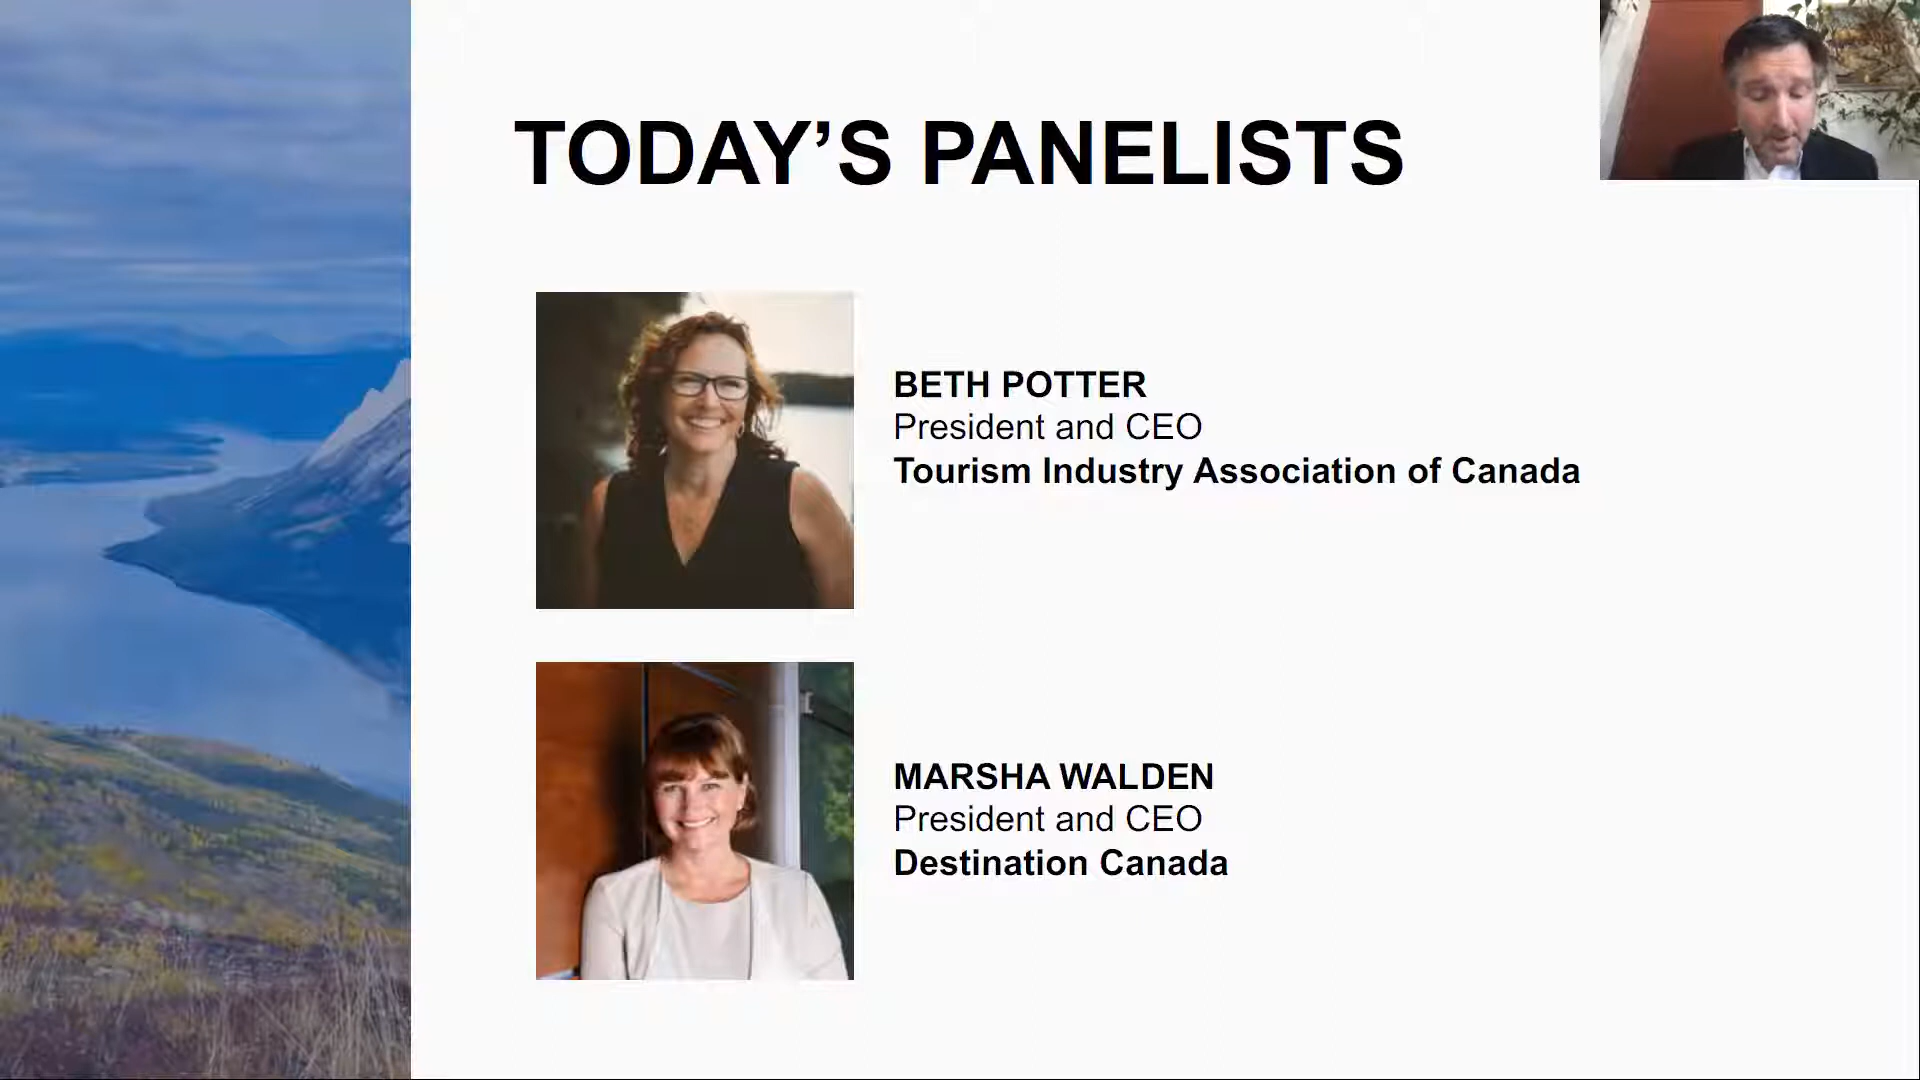 TODAY’S PANELISTS
BETH POTTER
President and CEO
Tourism Industry Association of Canada
MARSHA WALDEN
President and CEO
Destination Canada